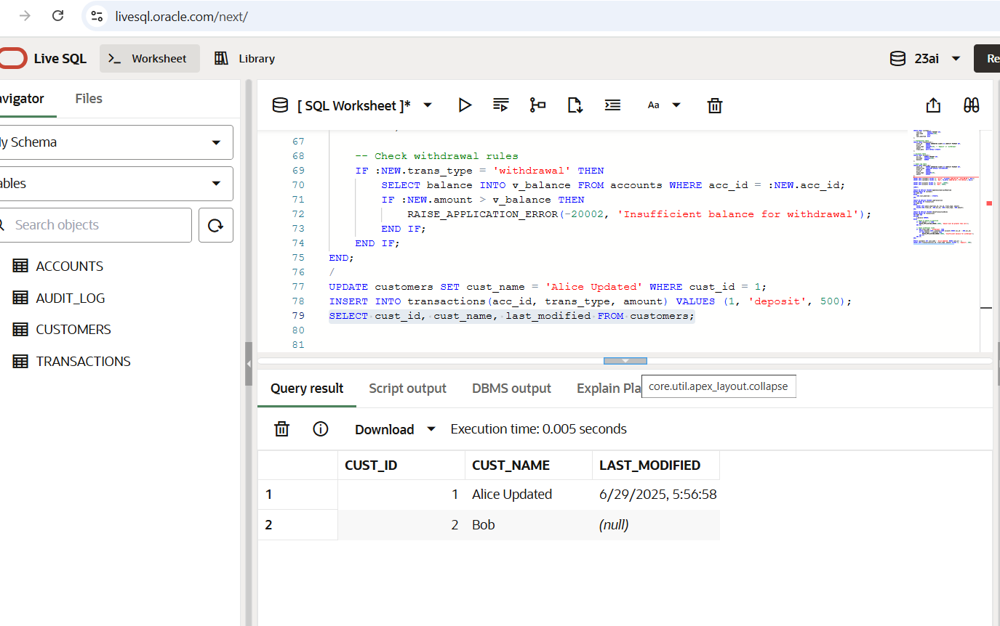 livesql.oracle.com/next/
Live SQL
Worksheet
Library
23ai
Re
avigator
Files
y Schema
ables
Search objects
ACCOUNTS
AUDIT_LOG
CUSTOMERS
TRANSACTIONS
[ SQL Worksheet ]*
Aa
67
68 -- Check withdrawal rules
69 IF :NEW.trans_type = 'withdrawal' THEN
70 SELECT balance INTO v_balance FROM accounts WHERE acc_id = :NEW.acc_id;
71 IF :NEW.amount > v_balance THEN
72 RAISE_APPLICATION_ERROR(-20002, 'Insufficient balance for withdrawal');
73 END IF;
74 END IF;
75 END;
76 /
77 UPDATE customers SET cust_name = 'Alice Updated' WHERE cust_id = 1;
78 INSERT INTO transactions(acc_id, trans_type, amount) VALUES (1, 'deposit', 500);
79 SELECT cust_id, cust_name, last_modified FROM customers;
80
81
Query result
Script output
DBMS output
Explain Pla
core.util.apex_layout.collapse
Download
Execution time: 0.005 seconds
CUST_ID CUST_NAME LAST_MODIFIED
1 1 Alice Updated 6/29/2025, 5:56:58
2 2 Bob (null)